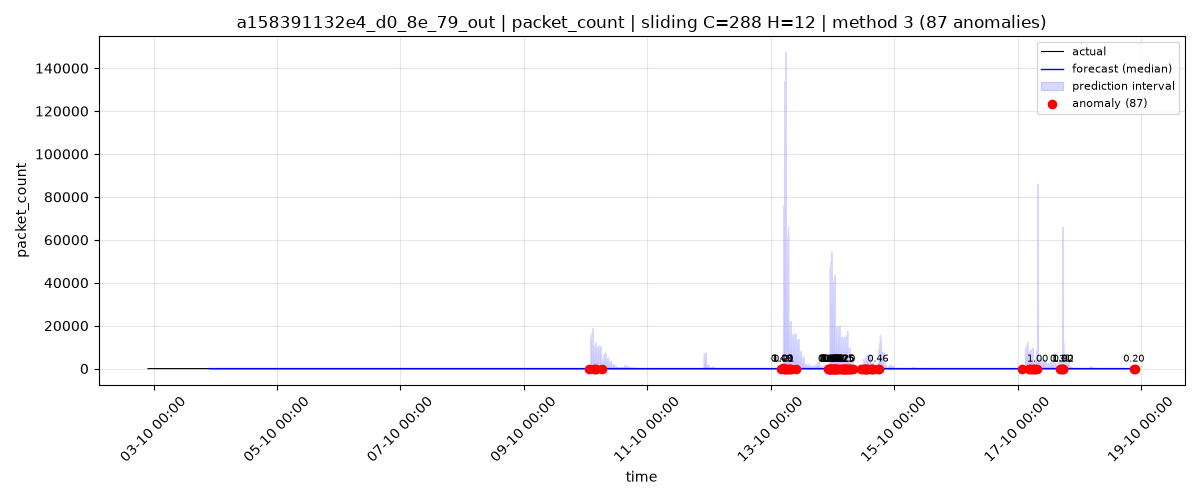 a158391132e4_d0_8e_79_out | packet_count | sliding C=288 H=12 | method 3 (87 anomalies)
actual
forecast (median)
prediction interval
anomaly (87)
packet_count
140000
120000
100000
80000
60000
40000
20000
0
0.46
1.00
0.20
03-10 00:00
05-10 00:00
07-10 00:00
09-10 00:00
11-10 00:00
13-10 00:00
15-10 00:00
17-10 00:00
19-10 00:00
time